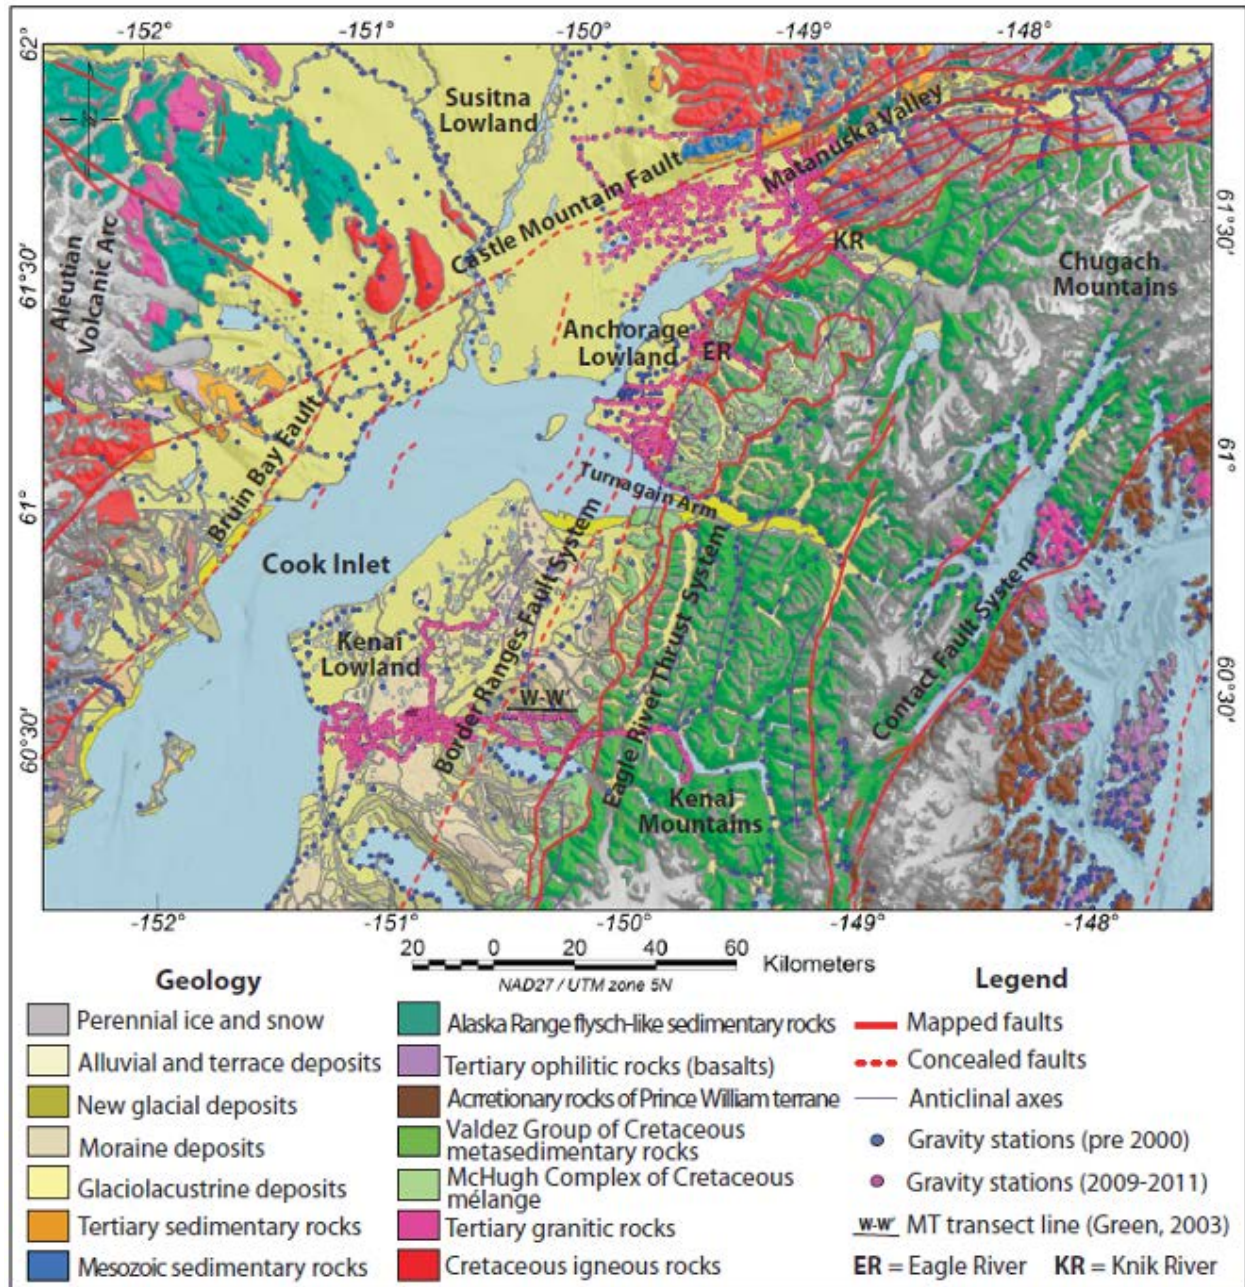 -152° -151° -150° -149° -148°
62°
61°30'
61°
60°30'
Susitna
Lowland
Matanuska Valley
Castle Mountain Fault
KR
61°30'
Chugach
Mountains
Aleutian
Volcanic Arc
Anchorage
Lowland
ER
61°
Bruin Bay Fault
Turnagain Arm
Cook Inlet
Border Ranges Fault System
Eagle River Thrust System
Contact Fault System
Kenai
Lowland
W-W'
60°30'
Kenai
Mountains
-152° -151° -150° -149° -148°
20 0 20 40 60 Kilometers
NAD27 / UTM zone 5N
Geology
Perennial ice and snow
Alluvial and terrace deposits
New glacial deposits
Moraine deposits
Glaciolacustrine deposits
Tertiary sedimentary rocks
Mesozoic sedimentary rocks
Alaska Range flysch-like sedimentary rocks
Tertiary ophilitic rocks (basalts)
Acrretionary rocks of Prince William terrane
Valdez Group of Cretaceous
metasedimentary rocks
McHugh Complex of Cretaceous
mélange
Tertiary granitic rocks
Cretaceous igneous rocks
Legend
Mapped faults
Concealed faults
Anticlinal axes
Gravity stations (pre 2000)
Gravity stations (2009-2011)
W-W' MT transect line (Green, 2003)
ER = Eagle River KR = Knik River